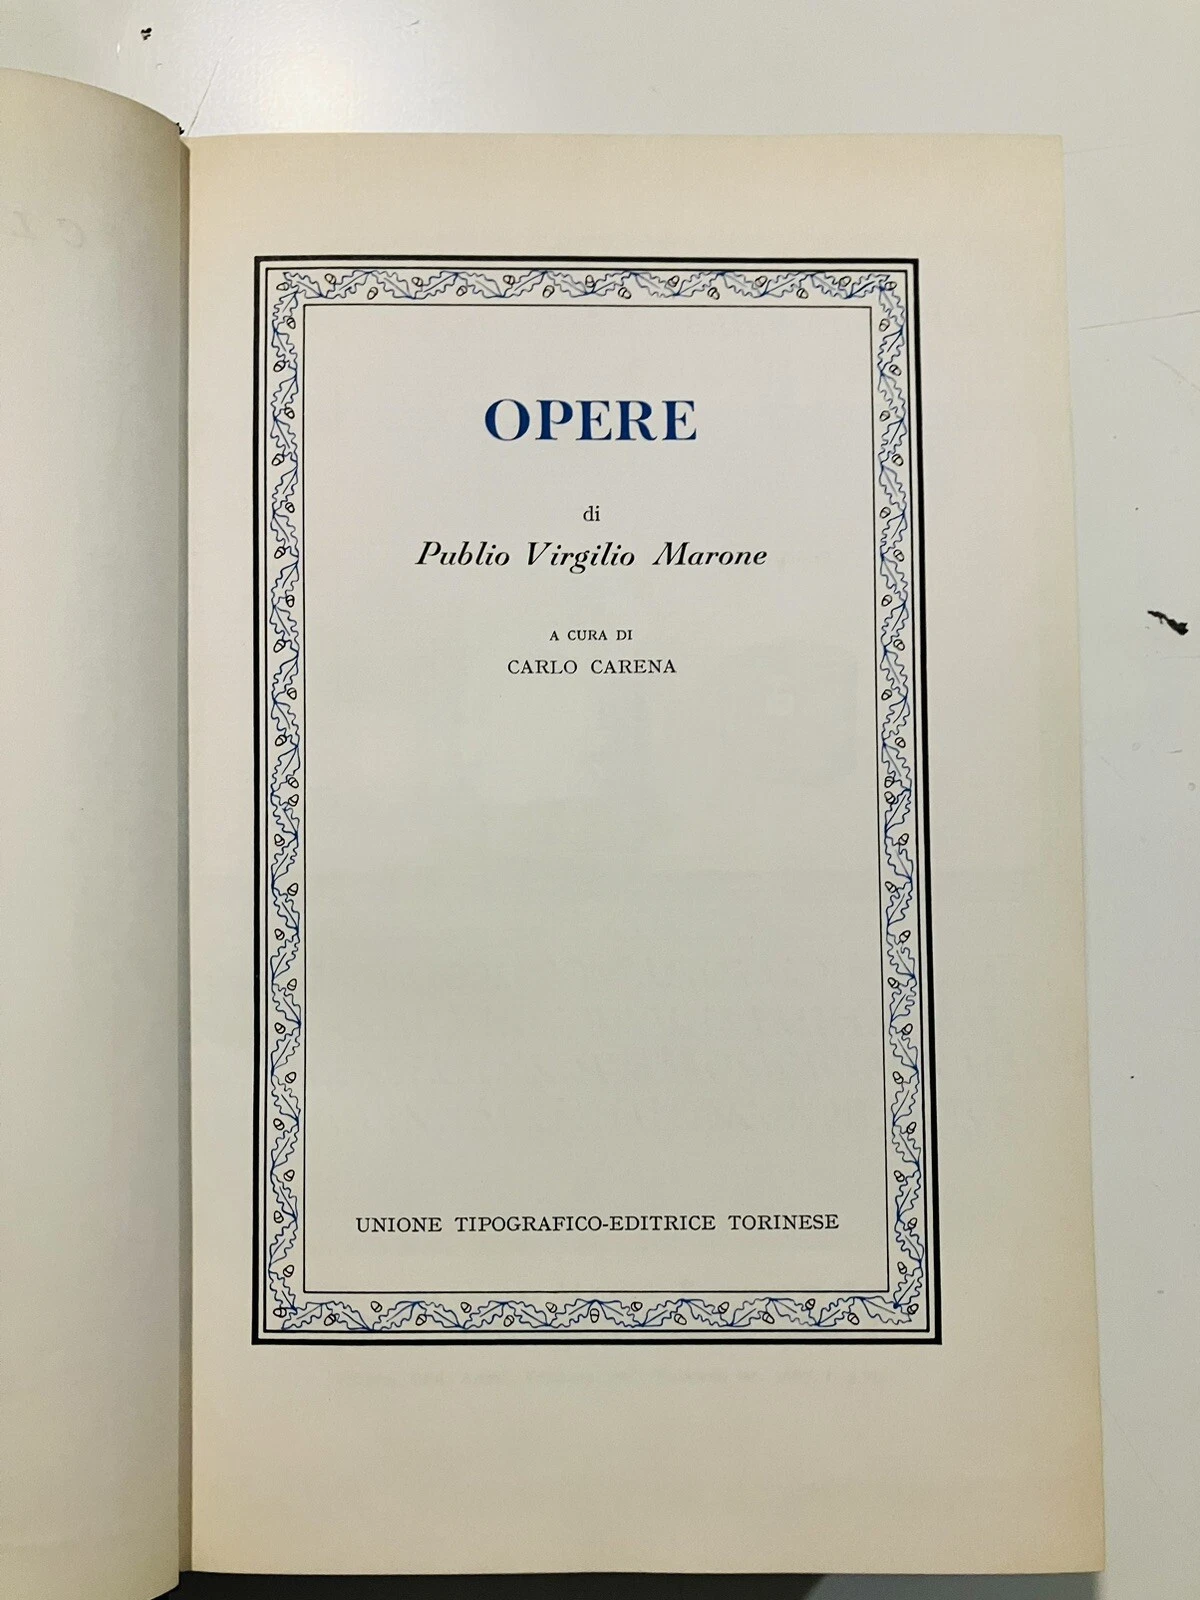 OPERE
di
Publio Virgilio Marone
A CURA DI
CARLO CARENA
UNIONE TIPOGRAFICO-EDITRICE TORINESE